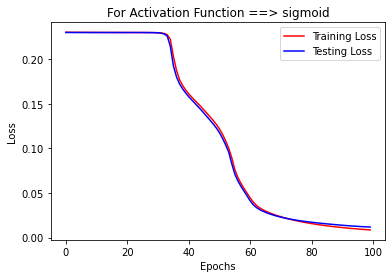 For Activation Function ==> sigmoid
Training Loss
Testing Loss
Loss
0.20
0.15
0.10
0.05
0.00
0
20
40
60
80
100
Epochs